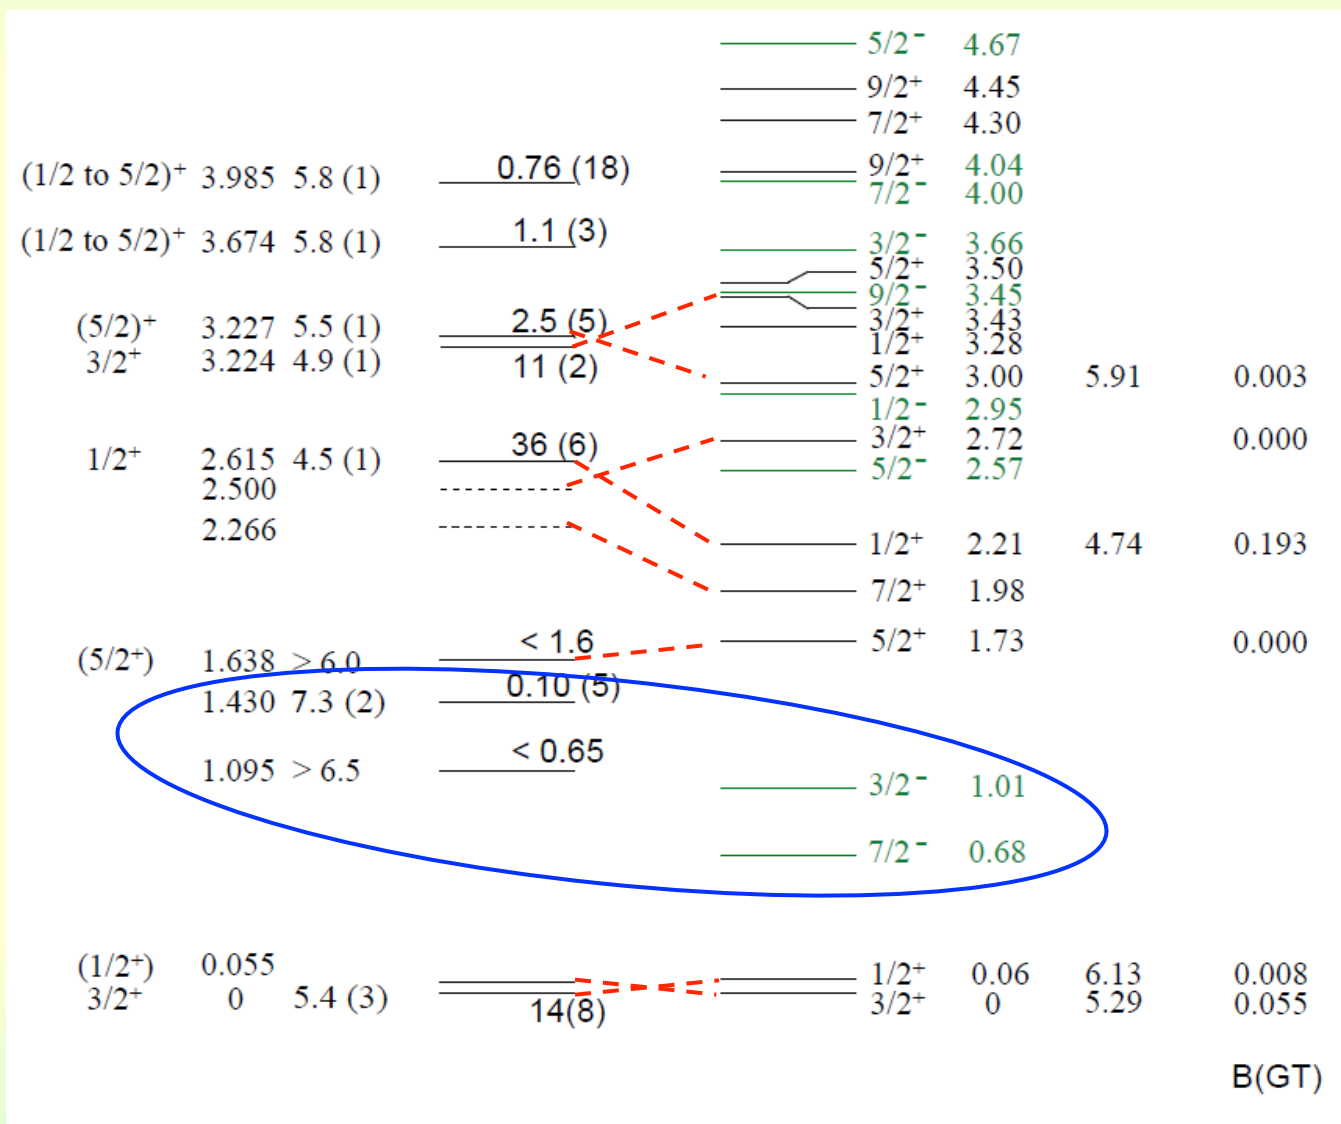 5/2⁻ 4.67
9/2⁺ 4.45
7/2⁺ 4.30
(1/2 to 5/2)⁺ 3.985 5.8 (1) 0.76 (18) 9/2⁺ 4.04
7/2⁻ 4.00
(1/2 to 5/2)⁺ 3.674 5.8 (1) 1.1 (3) 3/2⁻ 3.66
5/2⁺ 3.50
9/2⁻ 3.45
(5/2)⁺ 3.227 5.5 (1) 2.5 (5) 3/2⁺ 3.43
3/2⁺ 3.224 4.9 (1) 11 (2) 1/2⁺ 3.28
5/2⁺ 3.00 5.91 0.003
1/2⁻ 2.95
36 (6) 3/2⁺ 2.72 0.000
1/2⁺ 2.615 4.5 (1) 5/2⁻ 2.57
2.500
2.266 1/2⁺ 2.21 4.74 0.193
7/2⁺ 1.98
(5/2⁺) 1.638 > 6.0 < 1.6 5/2⁺ 1.73 0.000
1.430 7.3 (2) 0.10 (5)
1.095 > 6.5 < 0.65 3/2⁻ 1.01
7/2⁻ 0.68
(1/2⁺) 0.055 1/2⁺ 0.06 6.13 0.008
3/2⁺ 0 5.4 (3) 14(8) 3/2⁺ 0 5.29 0.055
B(GT)